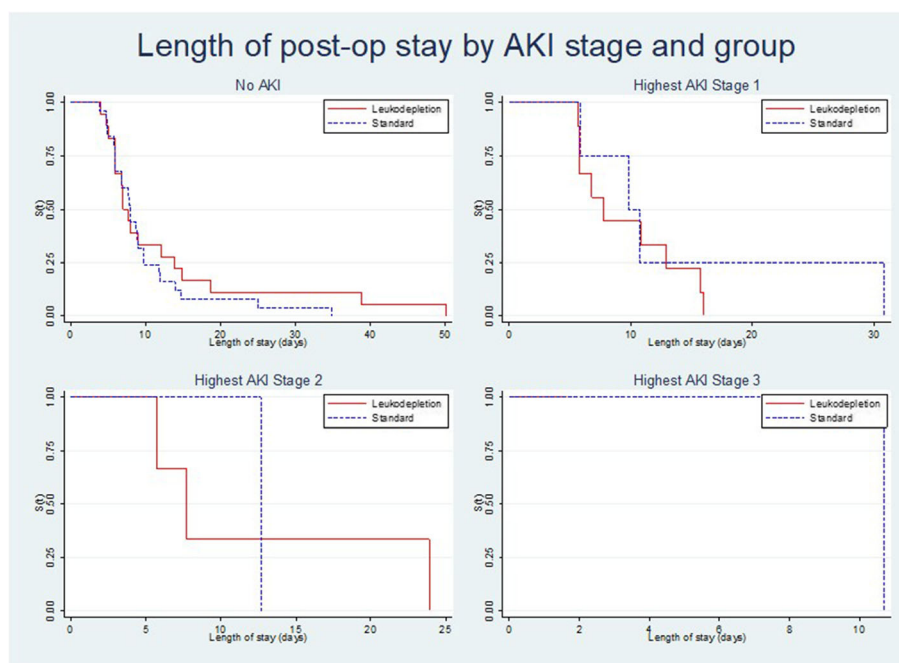 Length of post-op stay by AKI stage and group
No AKI
Leukodepletion
Standard
S(t)
1.00
0.75
0.50
0.25
0.00
0 10 20 30 40 50
Length of stay (days)
Highest AKI Stage 1
Leukodepletion
Standard
S(t)
1.00
0.75
0.50
0.25
0.00
0 10 20 30
Length of stay (days)
Highest AKI Stage 2
Leukodepletion
Standard
S(t)
1.00
0.75
0.50
0.25
0.00
0 5 10 15 20 25
Length of stay (days)
Highest AKI Stage 3
Leukodepletion
Standard
S(t)
1.00
0.75
0.50
0.25
0.00
0 2 4 6 8 10
Length of stay (days)